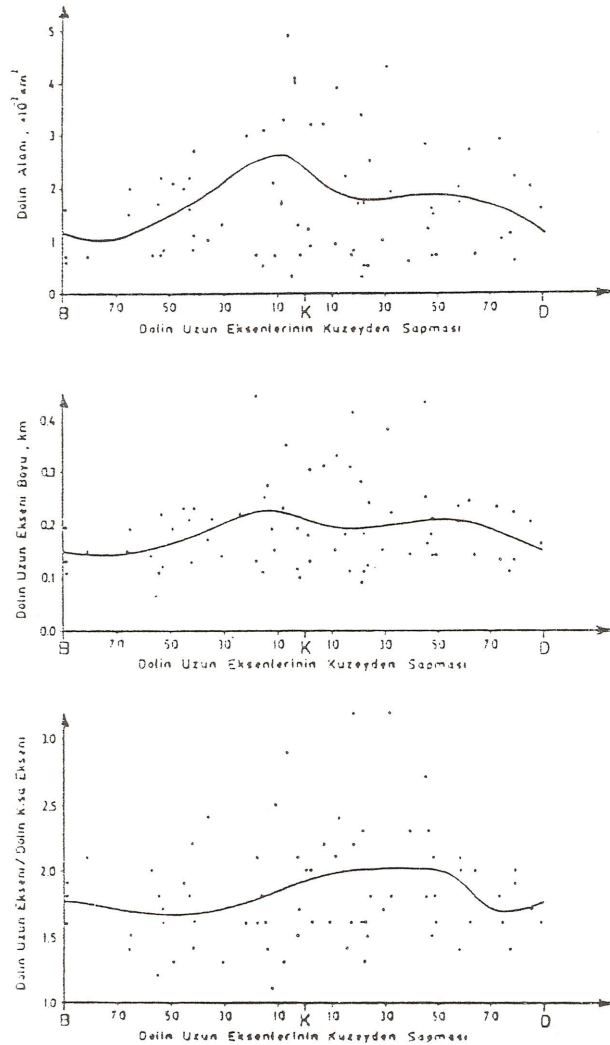 Dolin Alanı, *10⁻² km²
5
4
3
2
1
0
B 70 50 30 10 K 10 30 50 70 D
Dolin Uzun Eksenlerinin Kuzeyden Sapması
Dolin Uzun Ekseni Boyu, km
0.4
0.3
0.2
0.1
0.0
B 70 50 30 10 K 10 30 50 70 D
Dolin Uzun Eksenlerinin Kuzeyden Sapması
Dolin Uzun Ekseni/Dolin Kısa Ekseni
3.0
2.5
2.0
1.5
1.0
B 70 50 30 10 K 10 30 50 70 D
Dolin Uzun Eksenlerinin Kuzeyden Sapması